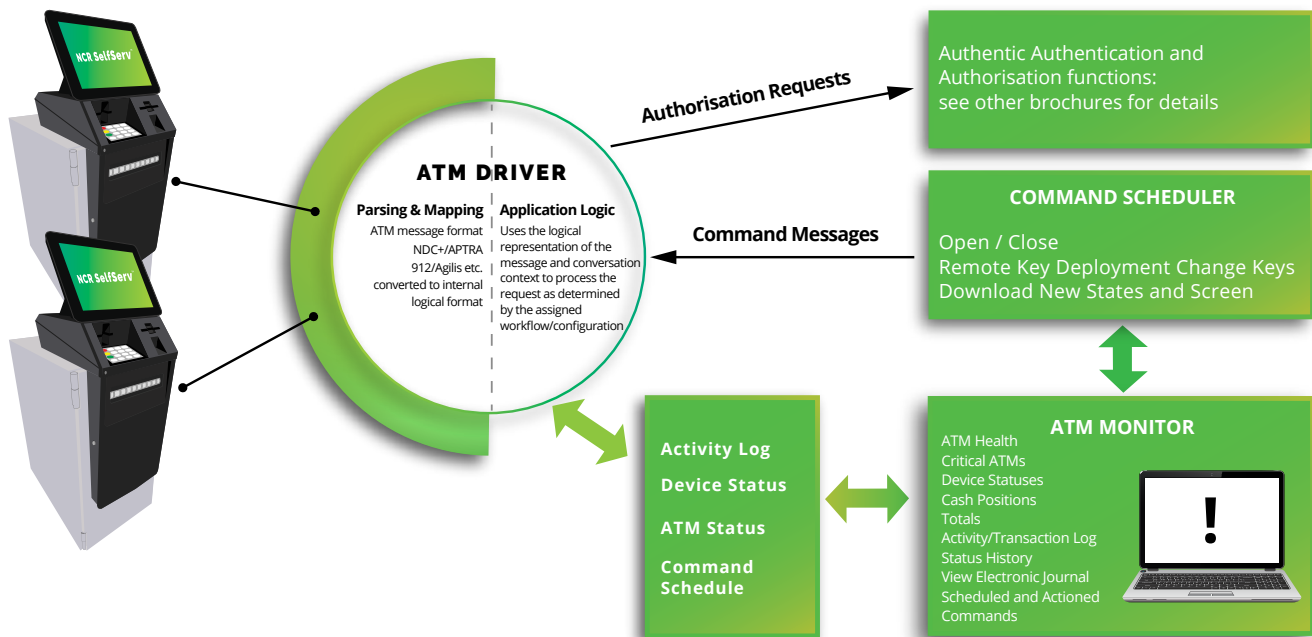 NCR SelfServ™
NCR SelfServ™
ATM DRIVER
Parsing & Mapping
ATM message format
NDC+/APTRA
912/Agilis etc.
converted to internal
logical format
Application Logic
Uses the logical
representation of the
message and conversation
context to process the
request as determined
by the assigned
workflow/configuration
Authorisation Requests
Authentic Authentication and
Authorisation functions:
see other brochures for details
Command Messages
COMMAND SCHEDULER
Open / Close
Remote Key Deployment Change Keys
Download New States and Screen
Activity Log
Device Status
ATM Status
Command
Schedule
ATM MONITOR
ATM Health
Critical ATMs
Device Statuses
Cash Positions
Totals
Activity/Transaction Log
Status History
View Electronic Journal
Scheduled and Actioned
Commands
!